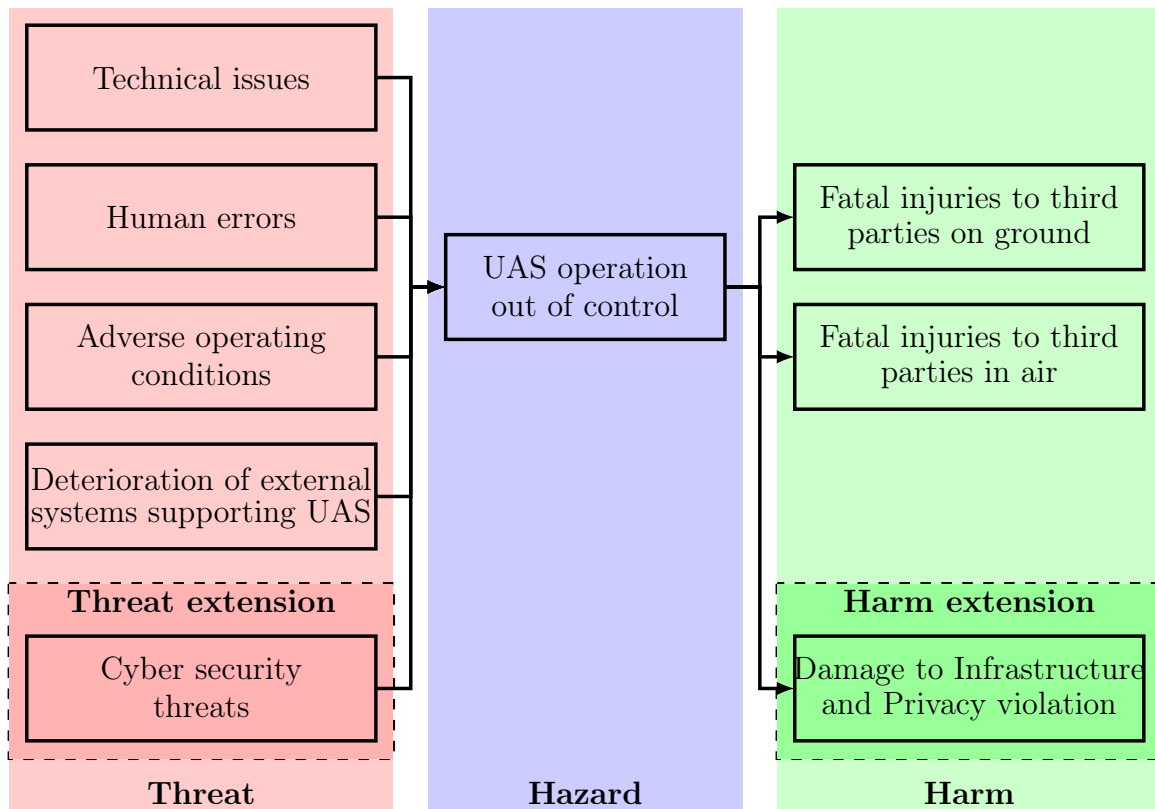 Technical issues
Human errors
Adverse operating
conditions
Deterioration of external
systems supporting UAS
Threat extension
Cyber security
threats
Threat
UAS operation
out of control
Hazard
Fatal injuries to third
parties on ground
Fatal injuries to third
parties in air
Harm extension
Damage to Infrastructure
and Privacy violation
Harm